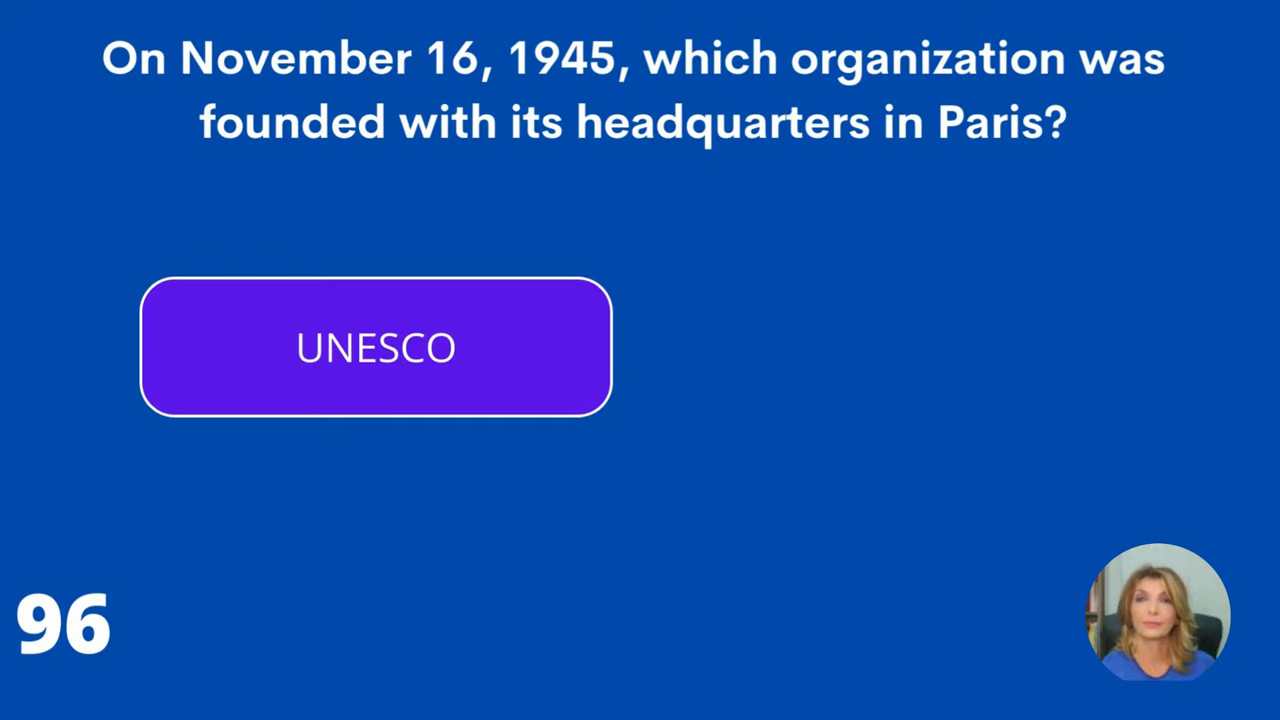 On November 16, 1945, which organization was
founded with its headquarters in Paris?
UNESCO
96